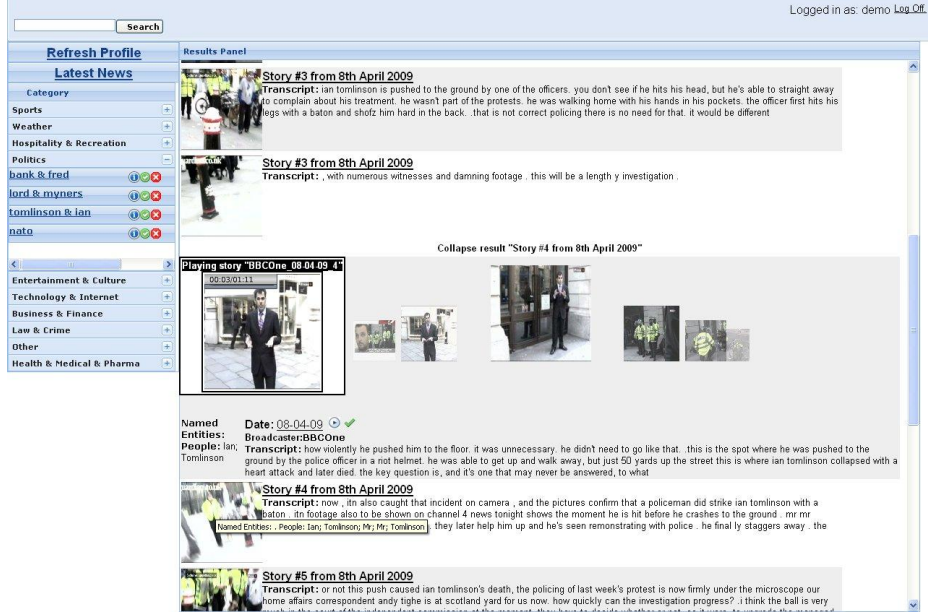 Logged in as: demo Log Off.
Search
Refresh Profile
Latest News
Category
Sports
Weather
Hospitality & Recreation
Politics
bank & fred
lord & myners
tomlinson & ian
nato
Entertainment & Culture
Technology & Internet
Business & Finance
Law & Crime
Other
Health & Medical & Pharma
Results Panel
Story #3 from 8th April 2009
Transcript: ian tomlinson is pushed to the ground by one of the officers. you don't see if he hits his head, but he's able to straight away
to complain about his treatment. he wasn't part of the protests. he was walking home with his hands in his pockets. the officer first hits his
legs with a baton and shofz him hard in the back. .that is not correct policing there is no need for that. it would be different
Story #3 from 8th April 2009
Transcript: , with numerous witnesses and damning footage . this will be a length y investigation .
Collapse result "Story #4 from 8th April 2009"
Playing story "BBCOne_08-04-09_4"
00:03/01:11
Named
Entities:
People: Ian;
Tomlinson
Date: 08-04-09
Broadcaster:BBCOne
Transcript: how violently he pushed him to the floor. it was unnecessary. he didn't need to go like that. .this is the spot where he was pushed to the
ground by the police officer in a riot helmet. he was able to get up and walk away, but just 50 yards up the street this is where ian tomlinson collapsed with a
heart attack and later died. the key question is, and it's one that may never be answered, to what
Story #4 from 8th April 2009
Transcript: now , itn also caught that incident on camera , and the pictures confirm that a policeman did strike ian tomlinson with a
baton . itn footage also to be shown on channel 4 news tonight shows the moment he is hit before he crashes to the ground . mr mr
Named Entities: . People: Ian; Tomlinson; Mr; Mr; Tomlinson
. they later help him up and he's seen remonstrating with police . he final ly staggers away . the
Story #5 from 8th April 2009
Transcript: or not this push caused ian tomlinson's death, the policing of last week's protest is now firmly under the microscope our
home affairs correspondent andy tighe is at scotland yard for us now. how quickly can the investigation progress? .i think the ball is very